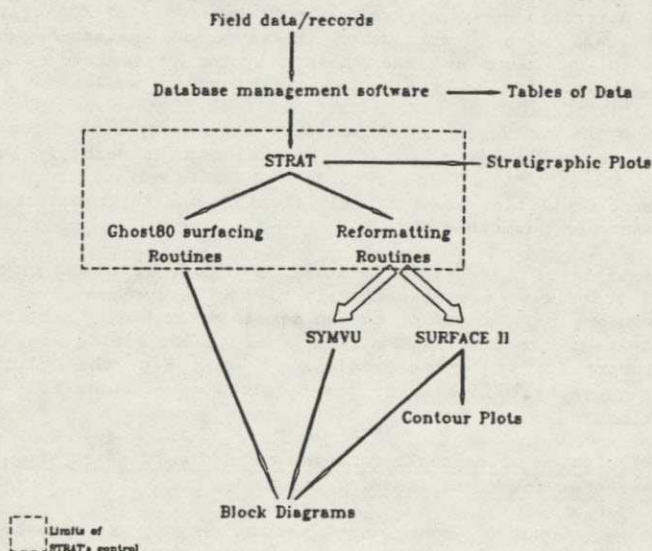 Field data/records
Database management software
Tables of Data
STRAT
Stratigraphic Plots
Ghost80 surfacing
Routines
Reformatting
Routines
SYMVU
SURFACE II
Contour Plots
Block Diagrams
Limits of
STRATs control